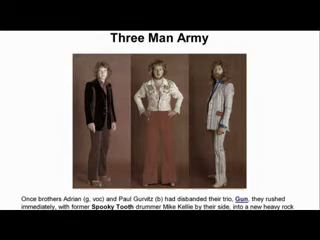 Three Man Army
Once brothers Adrian (g, voc) and Paul Gurvitz (b) had disbanded their trio, Gun, they rushed
immediately, with former Spooky Tooth drummer Mike Kellie by their side, into a new heavy rock